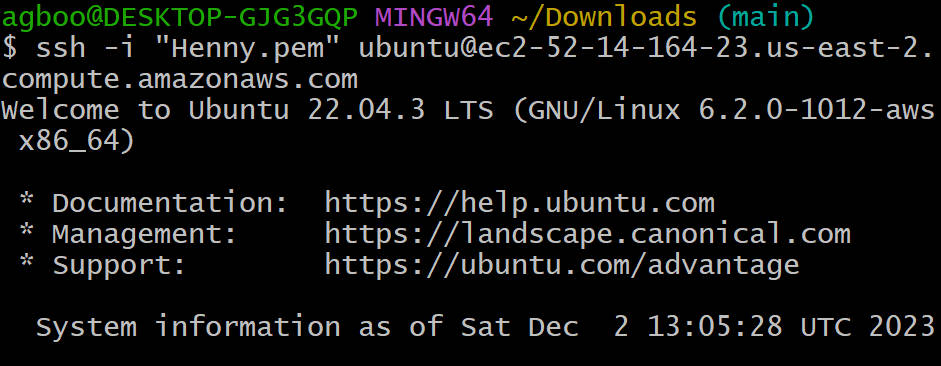 agboo@DESKTOP-GJG3GQP MINGW64 ~/Downloads (main)
$ ssh -i "Henny.pem" ubuntu@ec2-52-14-164-23.us-east-2.
compute.amazonaws.com
Welcome to Ubuntu 22.04.3 LTS (GNU/Linux 6.2.0-1012-aws
 x86_64)

 * Documentation:  https://help.ubuntu.com
 * Management:     https://landscape.canonical.com
 * Support:        https://ubuntu.com/advantage

  System information as of Sat Dec  2 13:05:28 UTC 2023